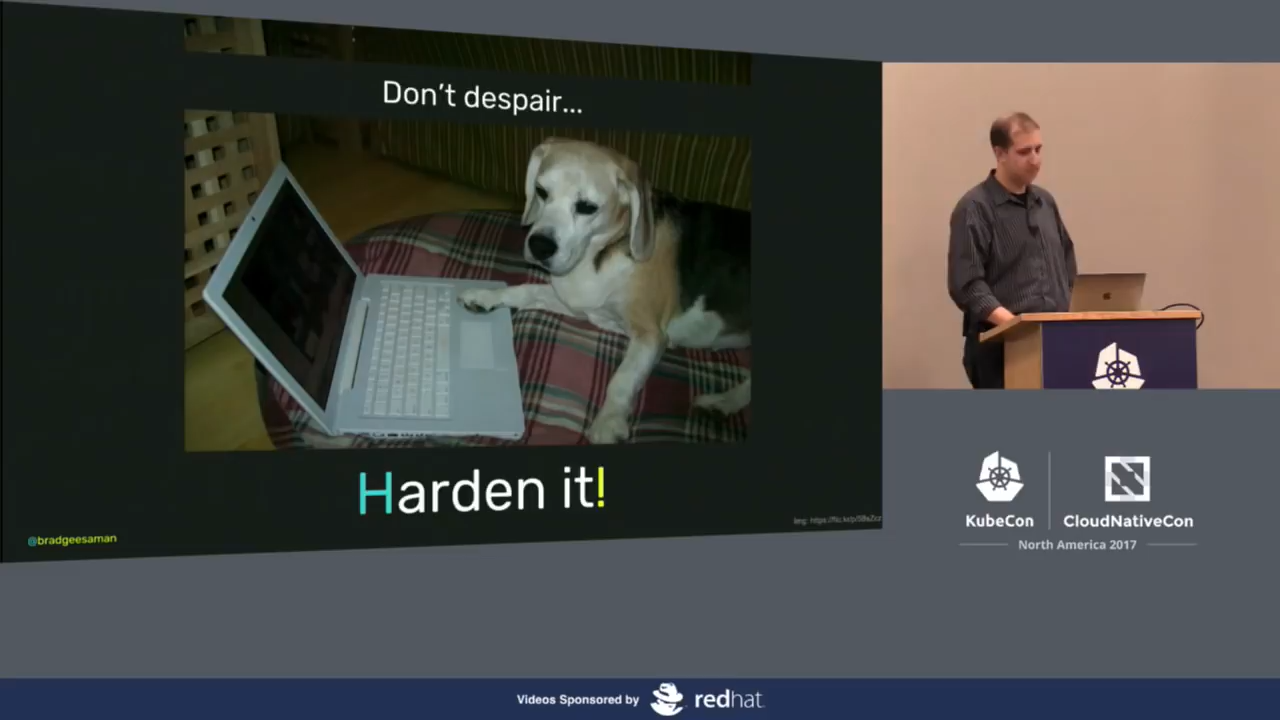 Don't despair...
Harden it!
@bradgeesaman
KubeCon
CloudNativeCon
North America 2017
Videos Sponsored by
redhat.